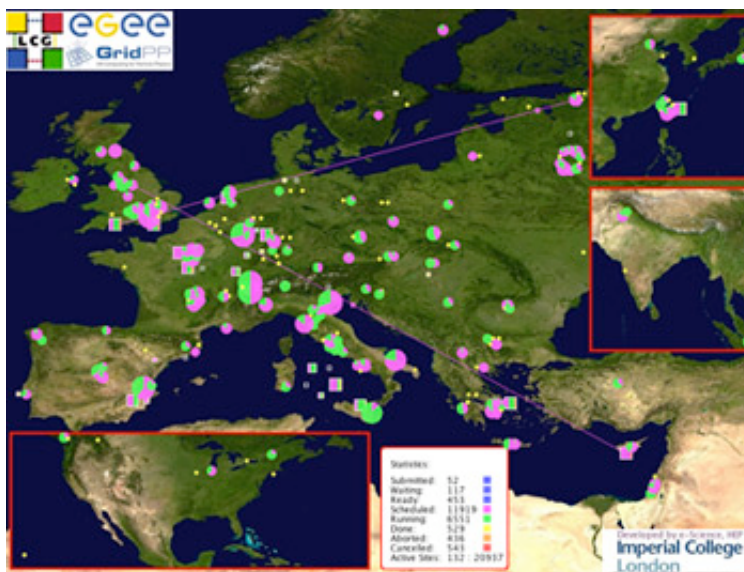 LCG
eGee
GridPP
Statistics:
Submitted: 52
Waiting: 117
Ready: 453
Scheduled: 11919
Running: 6551
Done: 529
Aborted: 436
Cancelled: 543
Active Sites: 132 : 20937
Developed by e-Science, HEP
Imperial College
London